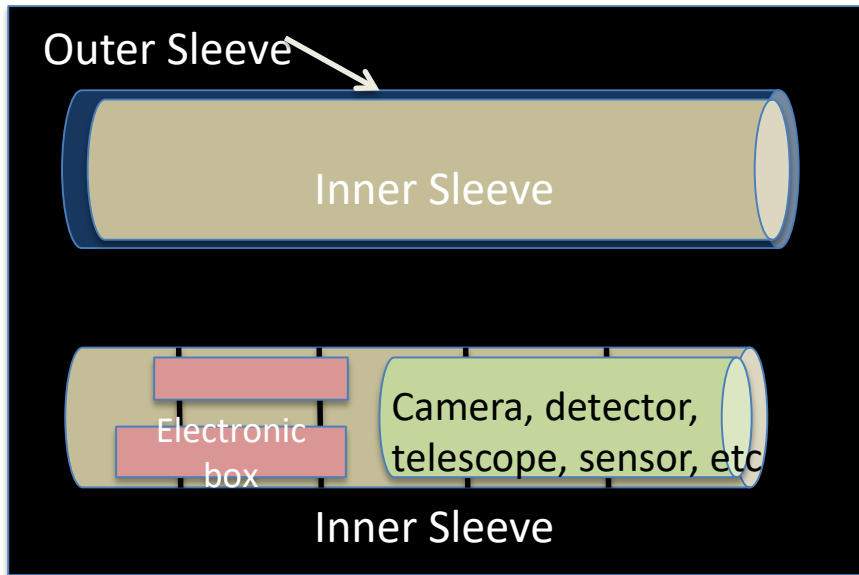 Outer Sleeve
Inner Sleeve
Electronic
box
Camera, detector,
telescope, sensor, etc
Inner Sleeve